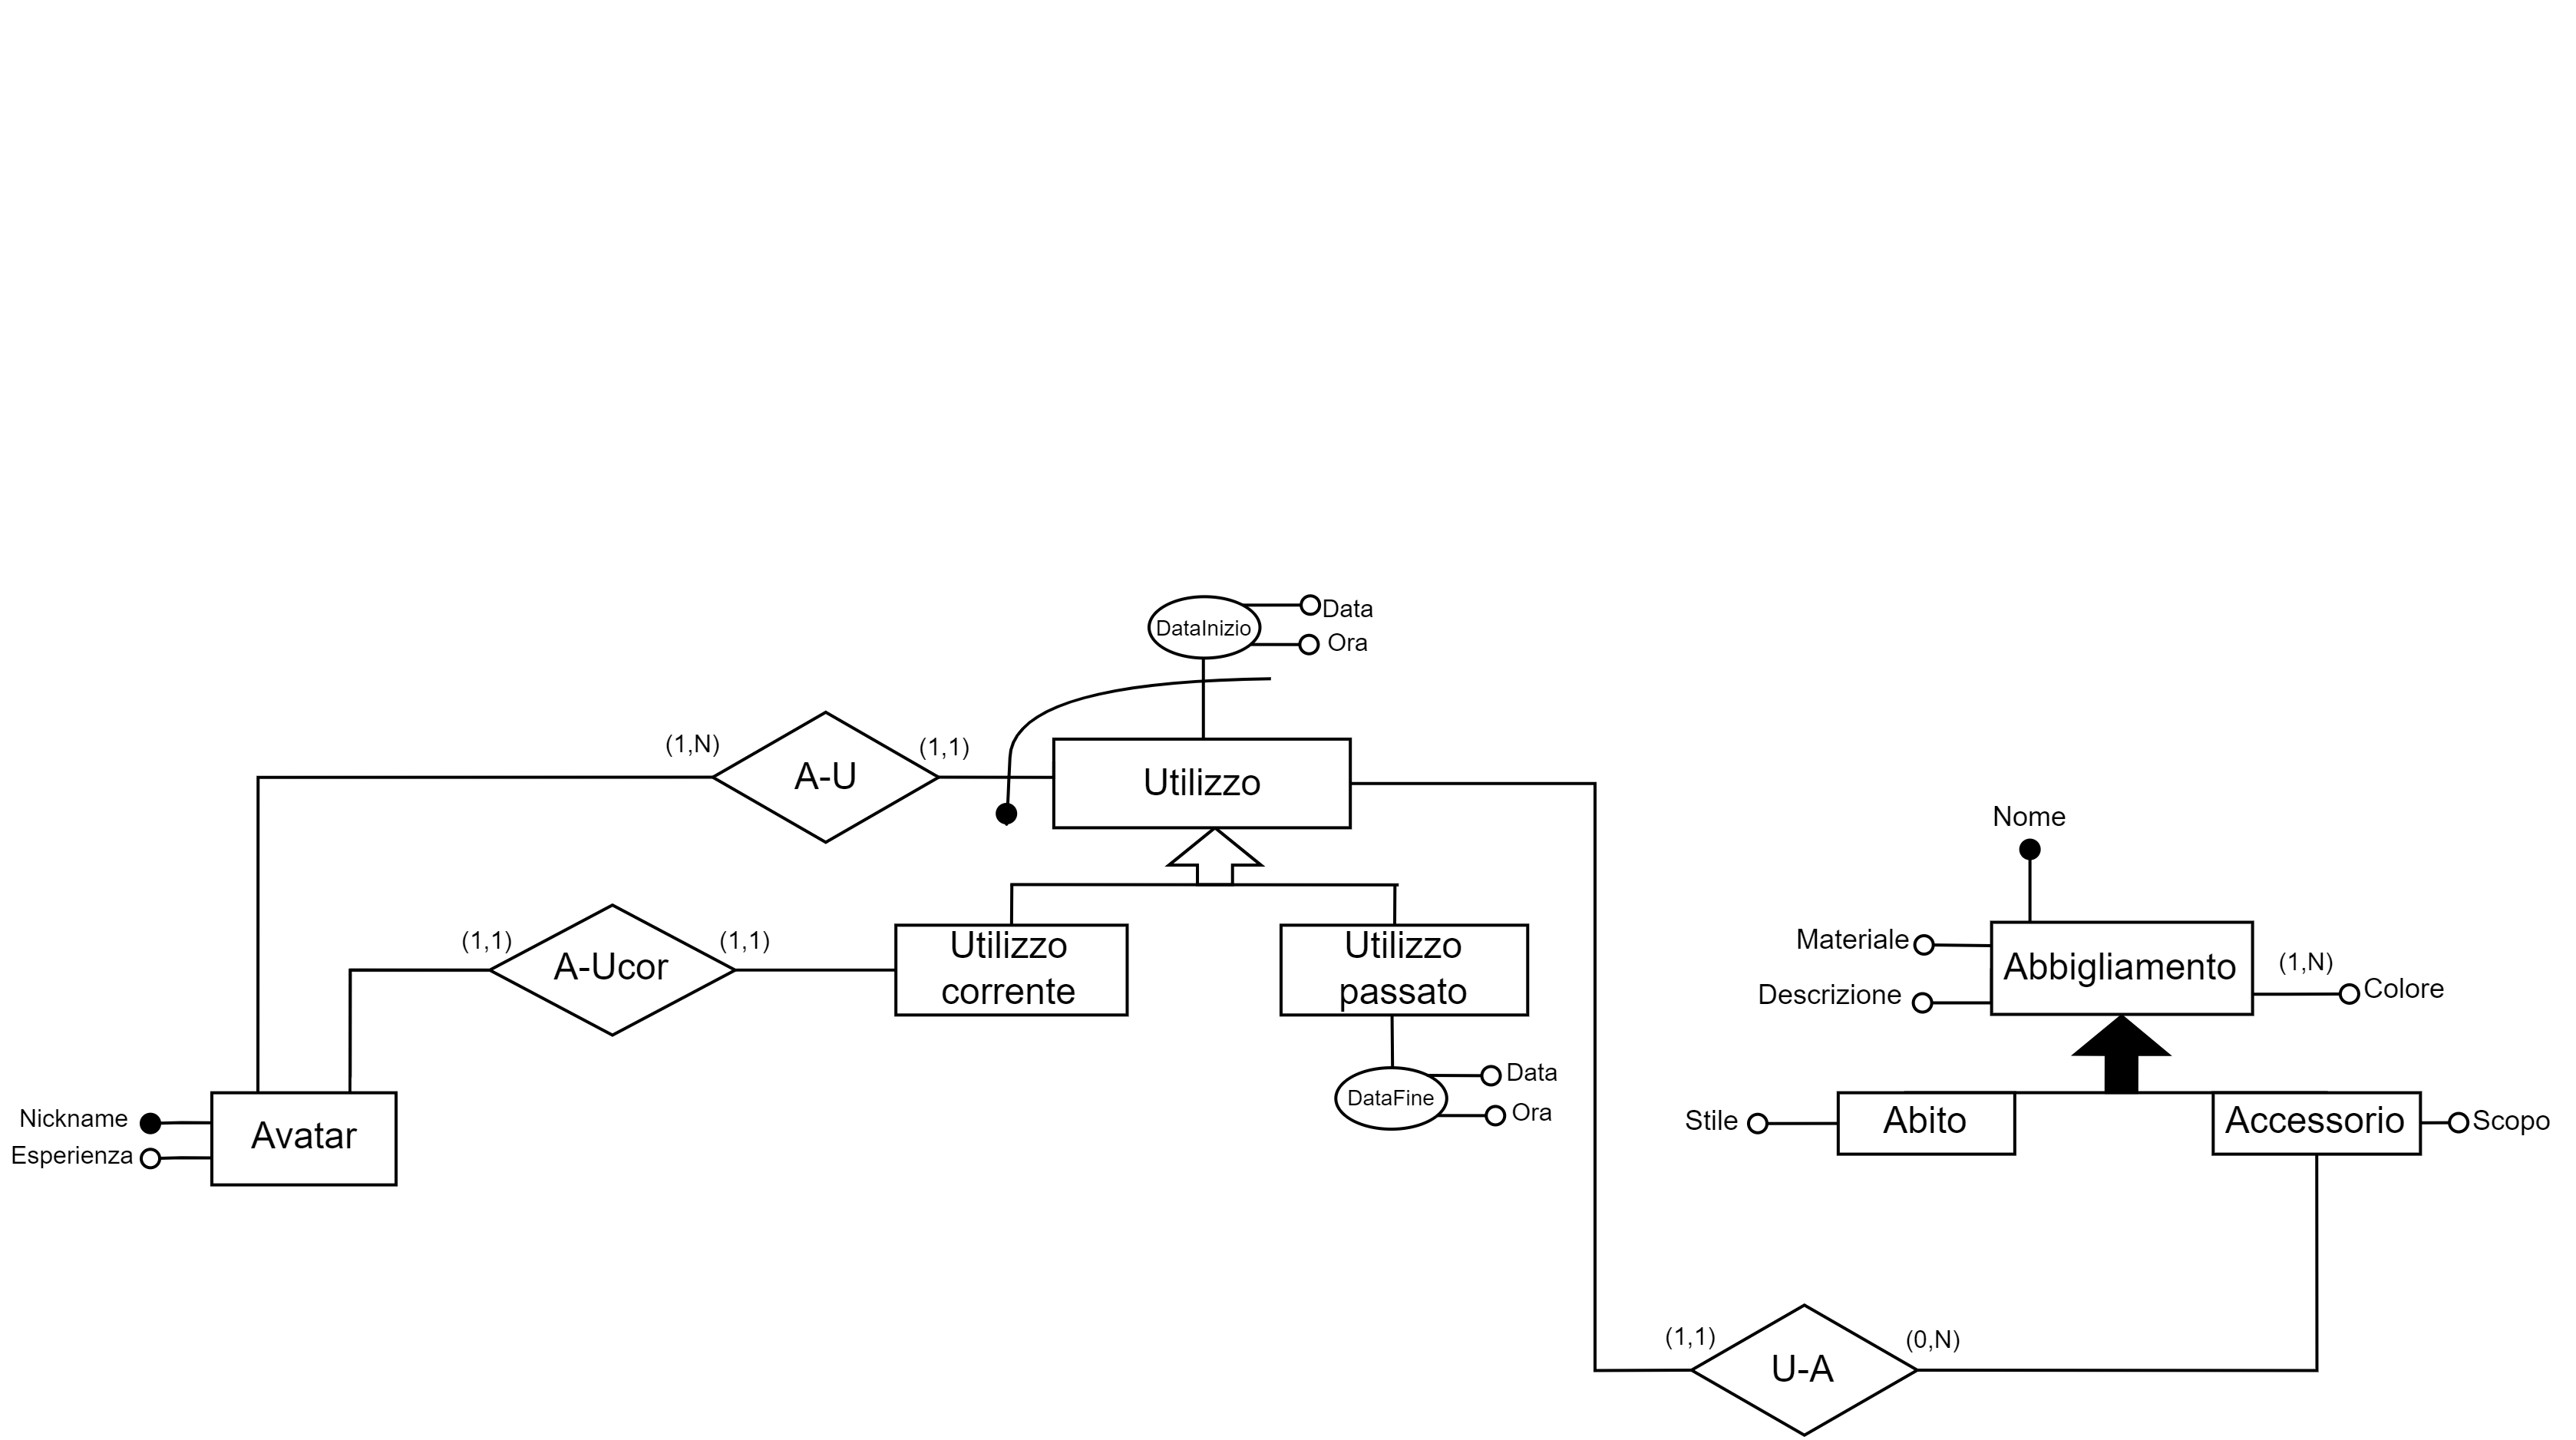 DataInizio
Data
Ora
(1,N)
A-U
(1,1)
Utilizzo
Nome
(1,1)
A-Ucor
(1,1)
Utilizzo
corrente
Utilizzo
passato
Materiale
Descrizione
Abbigliamento
(1,N)
Colore
DataFine
Data
Ora
Nickname
Esperienza
Avatar
Stile
Abito
Accessorio
Scopo
(1,1)
U-A
(0,N)